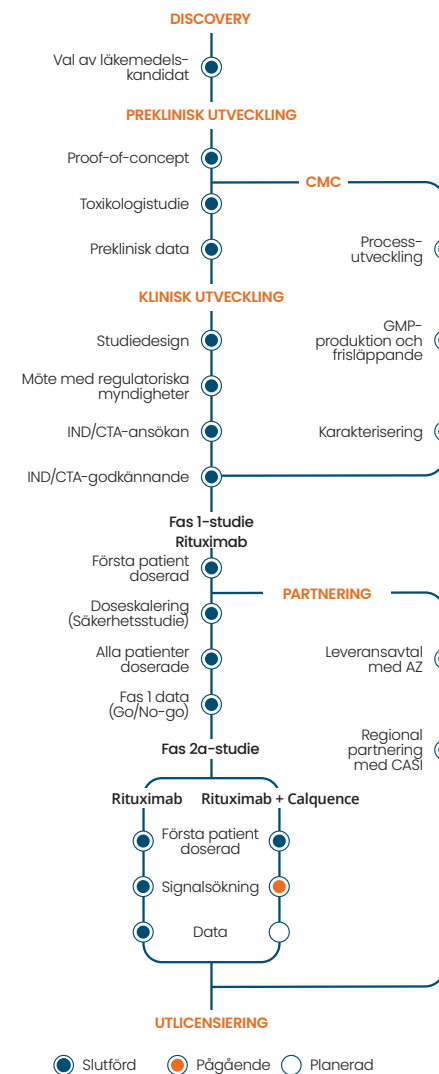 DISCOVERY
Val av läkemedels-
kandidat
PREKLINISK UTVECKLING
Proof-of-concept
CMC
Toxikologistudie
Preklinisk data
Process-
utveckling
KLINISK UTVECKLING
Studiedesign
GMP-
produktion och
frisläppande
Möte med regulatoriska
myndigheter
IND/CTA-ansökan
Karakterisering
IND/CTA-godkännande
Fas 1-studie
Rituximab
Första patient
doserad
PARTNERING
Doseskalering
(Säkerhetsstudie)
Alla patienter
doserade
Leveransavtal
med AZ
Fas 1 data
(Go/No-go)
Regional
partnering
med CASI
Fas 2a-studie
Rituximab
Rituximab + Calquence
Första patient
doserad
Signalsökning
Data
UTLICENSIERING
Slutförd
Pågående
Planerad